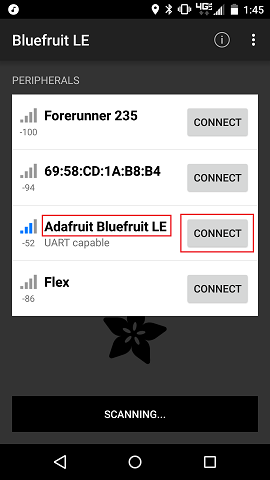 4G 1:45
Bluefruit LE
PERIPHERALS
Forerunner 235
-100
CONNECT
69:58:CD:1A:B8:B4
-94
CONNECT
Adafruit Bluefruit LE
-52
UART capable
CONNECT
Flex
-86
CONNECT
SCANNING...